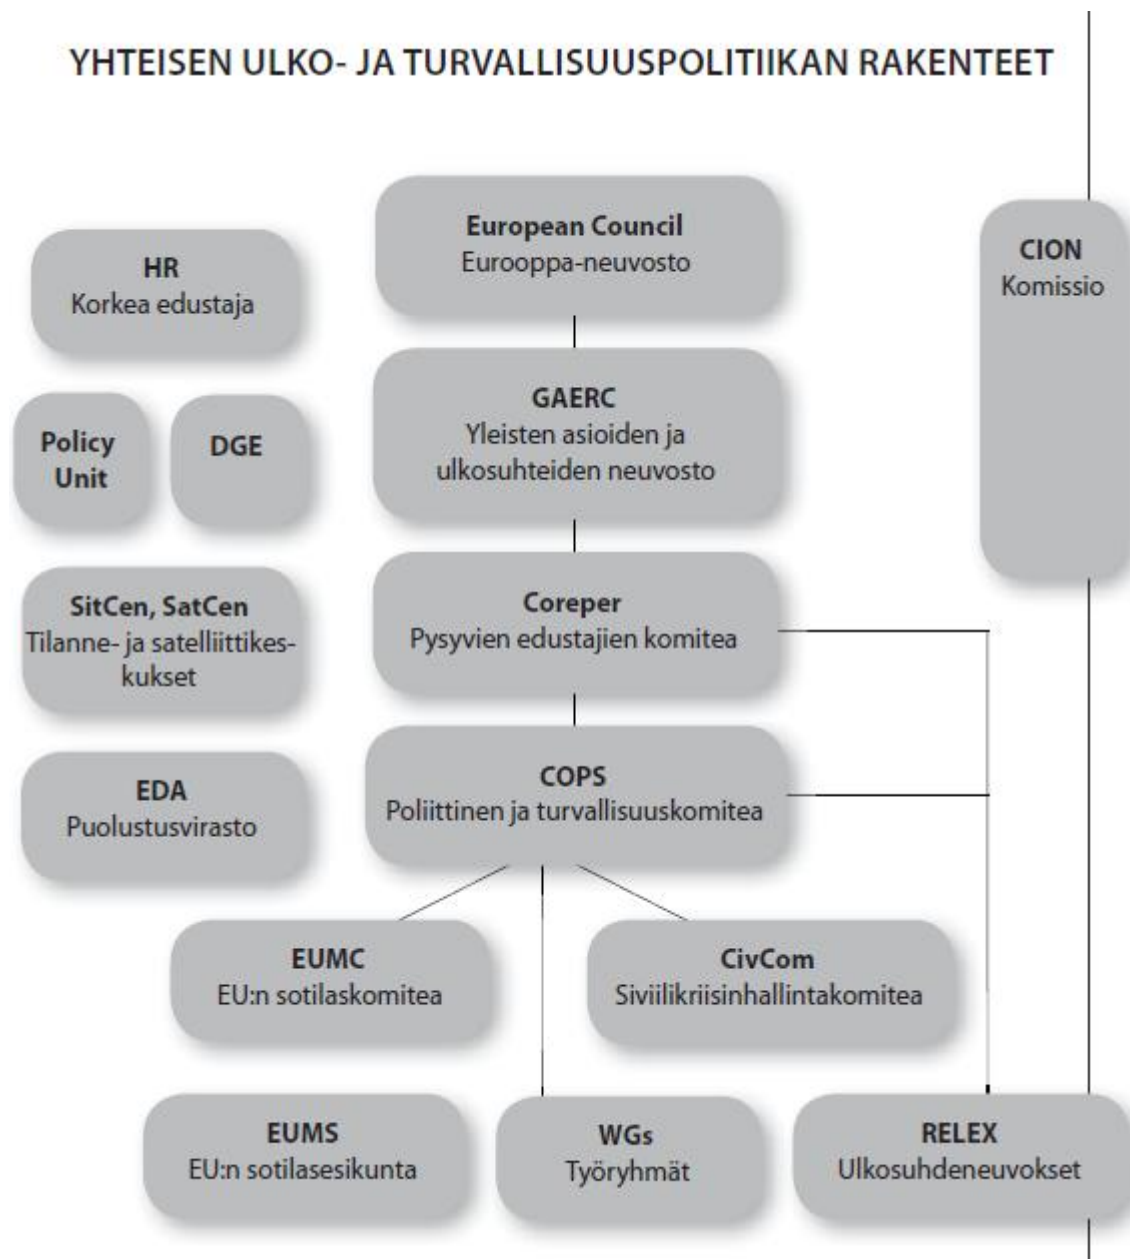 YHTEISEN ULKO- JA TURVALLISUUSPOLITIIKAN RAKENTEET
European Council
Eurooppa-neuvosto
CION
Komissio
HR
Korkea edustaja
GAERC
Yleisten asioiden ja
ulkosuhteiden neuvosto
Policy
Unit
DGE
Coreper
Pysyvien edustajien komitea
SitCen, SatCen
Tilanne- ja satelliittikes-
kukset
COPS
Poliittinen ja turvallisuuskomitea
EDA
Puolustusvirasto
EUMC
EU:n sotilaskomitea
CivCom
Siviilikriisinhallintakomitea
EUMS
EU:n sotilasesikunta
WGs
Työryhmät
RELEX
Ulkosuhdeneuvokset